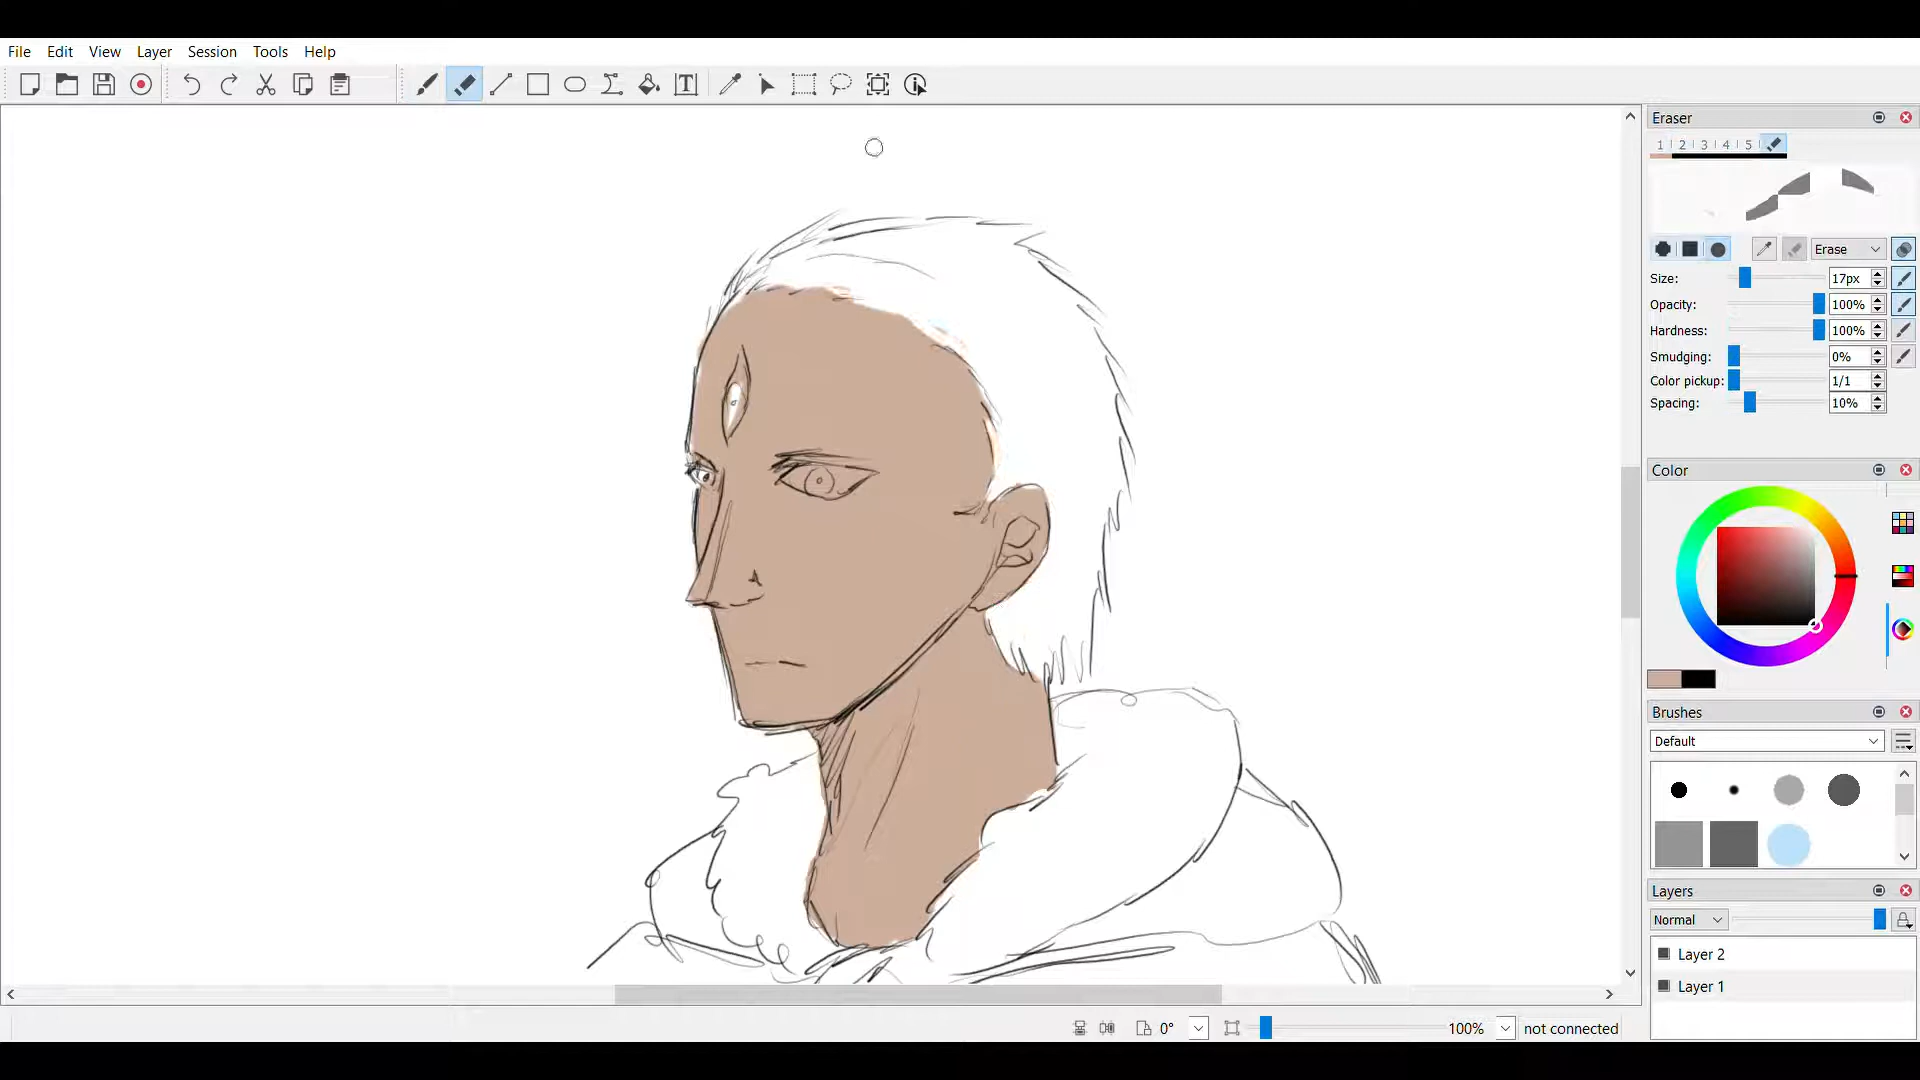 File Edit View Layer Session Tools Help
Eraser
1 2 3 4 5
Erase
Size: 17px
Opacity: 100%
Hardness: 100%
Smudging: 0%
Color pickup: 1/1
Spacing: 10%
Color
Brushes
Default
Layers
Normal
Layer 2
Layer 1
0° 100% not connected